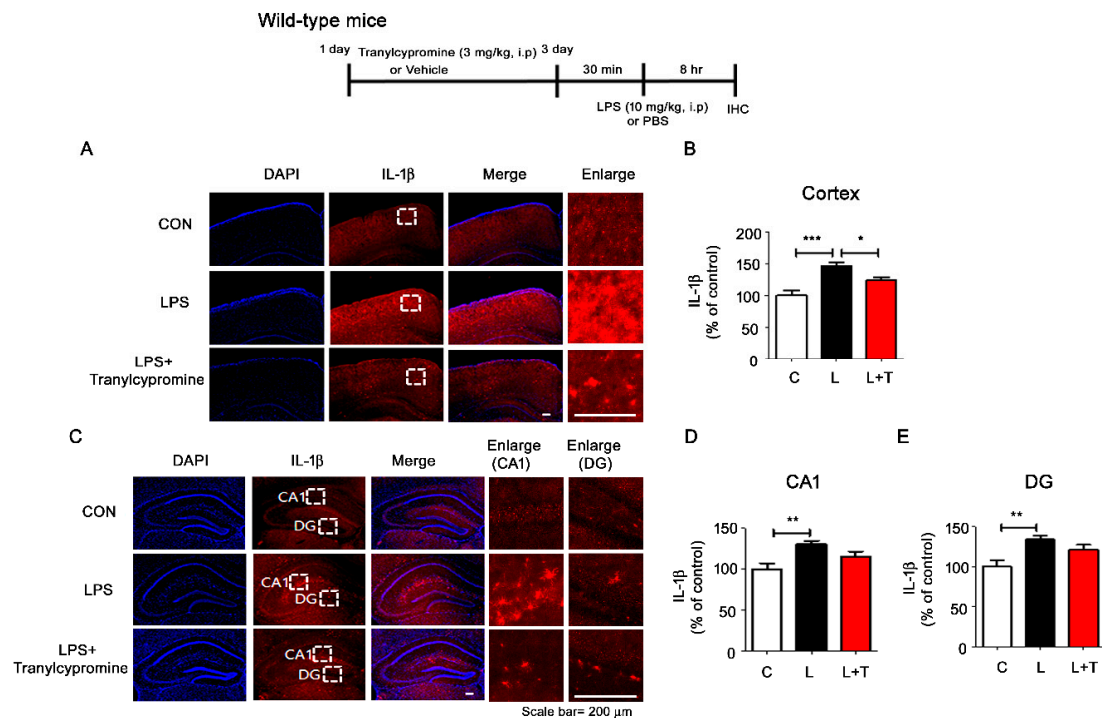 Wild-type mice
1 day Tranylcypromine (3 mg/kg, i.p) 3 day
or Vehicle 30 min 8 hr
LPS (10 mg/kg, i.p) IHC
or PBS
A
DAPI IL-1β Merge Enlarge
CON
LPS
LPS+
Tranylcypromine
B
Cortex
*** *
IL-1β
(% of control)
200
150
100
50
0
C L L+T
C
DAPI IL-1β Merge Enlarge (CA1) Enlarge (DG)
CON
CA1
DG
LPS
CA1
DG
LPS+
Tranylcypromine
CA1
DG
Scale bar= 200 μm
D
CA1
**
IL-1β
(% of control)
150
100
50
0
C L L+T
E
DG
**
IL-1β
(% of control)
150
100
50
0
C L L+T